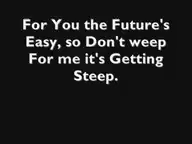 For You the Future's
Easy, so Don't weep
For me it's Getting
Steep.